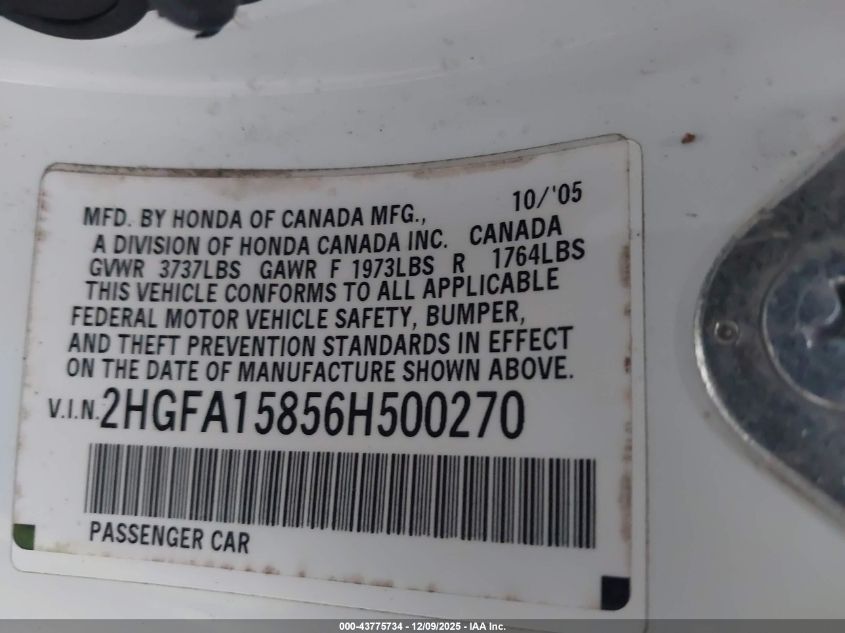 10/'05
MFD. BY HONDA OF CANADA MFG.,
A DIVISION OF HONDA CANADA INC. CANADA
GVWR 3737LBS GAWR F 1973LBS R 1764LBS
THIS VEHICLE CONFORMS TO ALL APPLICABLE
FEDERAL MOTOR VEHICLE SAFETY, BUMPER,
AND THEFT PREVENTION STANDARDS IN EFFECT
ON THE DATE OF MANUFACTURE SHOWN ABOVE.
V.I.N. 2HGFA15856H500270
PASSENGER CAR
000-43775734 - 12/09/2025 - IAA Inc.